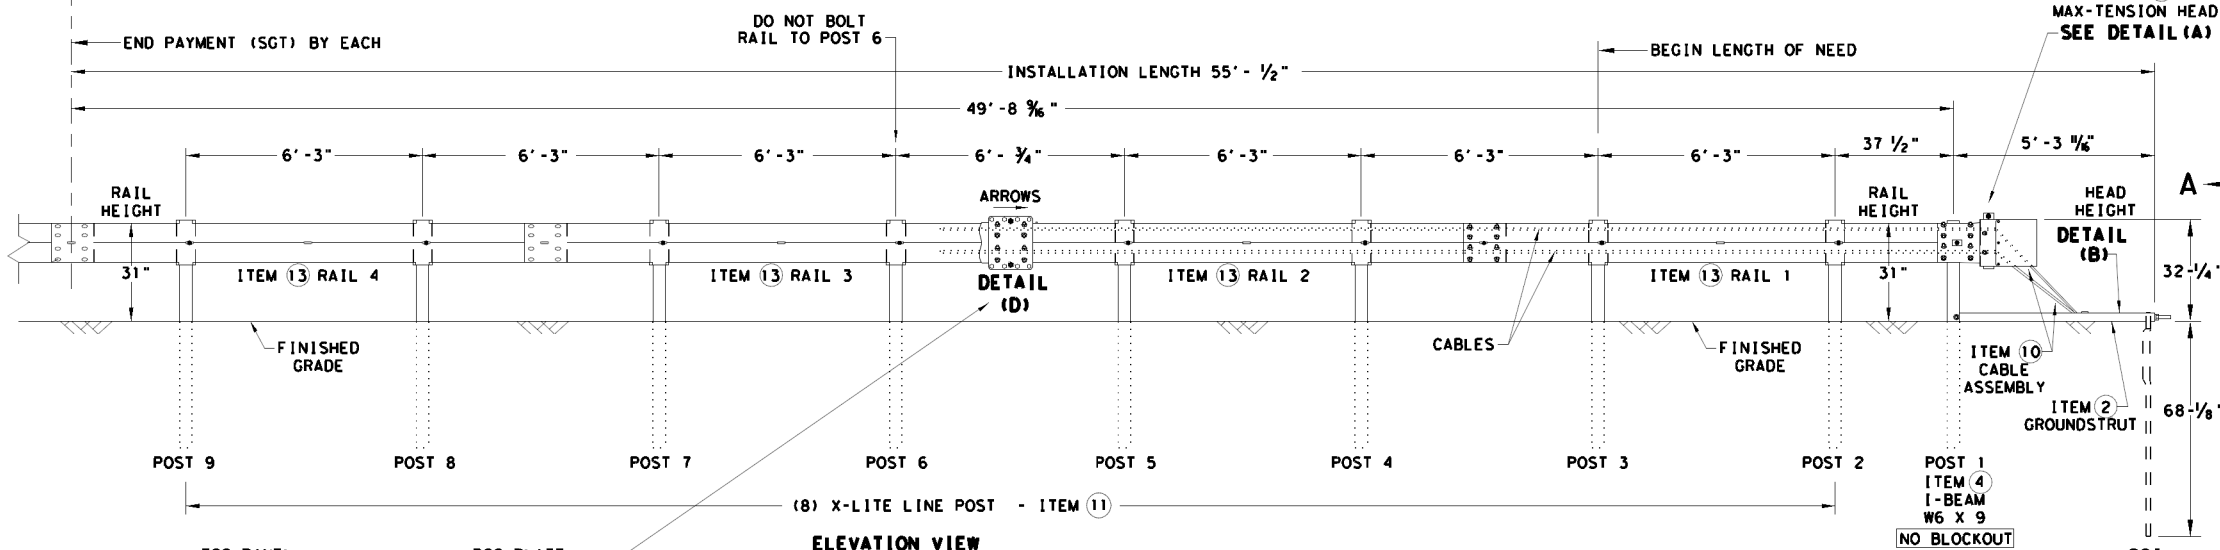 MAX-TENSION HEAD
SEE DETAIL (A)
DO NOT BOLT
RAIL TO POST 6
END PAYMENT (SGT) BY EACH
BEGIN LENGTH OF NEED
INSTALLATION LENGTH 55'-1/2"
49'-8 9/16"
6'-3"
6'-3"
6'-3"
6'-3/4"
6'-3"
6'-3"
6'-3"
37 1/2"
5'-3 11/16"
RAIL
HEIGHT
31"
ARROWS
RAIL
HEIGHT
31"
HEAD
HEIGHT
A
DETAIL
(B)
32-1/4"
ITEM 13 RAIL 4
ITEM 13 RAIL 3
DETAIL
(D)
ITEM 13 RAIL 2
ITEM 13 RAIL 1
FINISHED
GRADE
CABLES
FINISHED
GRADE
ITEM 10
CABLE
ASSEMBLY
ITEM 2
GROUNDSTRUT
68-1/8"
POST 9
POST 8
POST 7
POST 6
POST 5
POST 4
POST 3
POST 2
POST 1
ITEM 4
I-BEAM
W6 X 9
NO BLOCKOUT
(8) X-LITE LINE POST - ITEM 11
ELEVATION VIEW